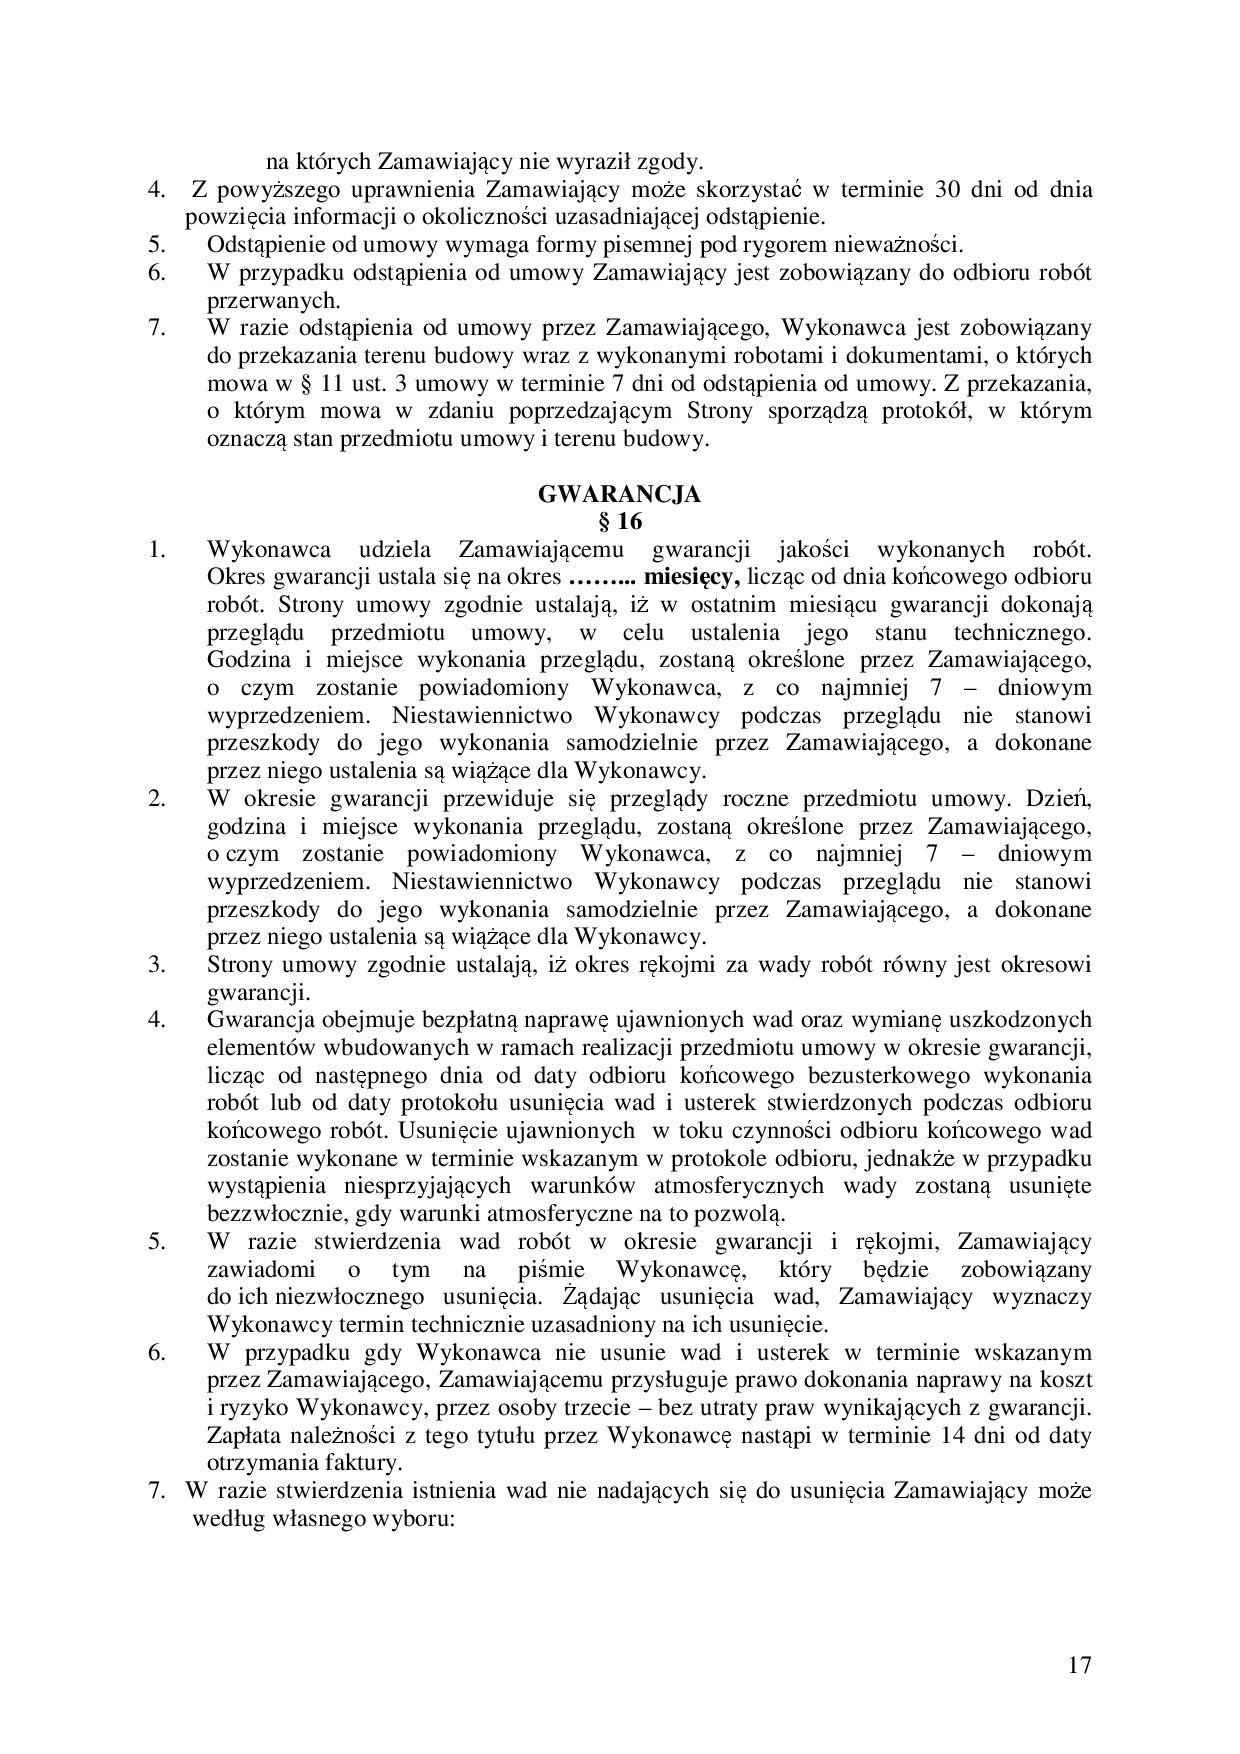 na których Zamawiający nie wyraził zgody.
4. Z powyższego uprawnienia Zamawiający może skorzystać w terminie 30 dni od dnia
powzięcia informacji o okoliczności uzasadniającej odstąpienie.
5. Odstąpienie od umowy wymaga formy pisemnej pod rygorem nieważności.
6. W przypadku odstąpienia od umowy Zamawiający jest zobowiązany do odbioru robót
przerwanych.
7. W razie odstąpienia od umowy przez Zamawiającego, Wykonawca jest zobowiązany
do przekazania terenu budowy wraz z wykonanymi robotami i dokumentami, o których
mowa w § 11 ust. 3 umowy w terminie 7 dni od odstąpienia od umowy. Z przekazania,
o którym mowa w zdaniu poprzedzającym Strony sporządzą protokół, w którym
oznaczą stan przedmiotu umowy i terenu budowy.
GWARANCJA
§ 16
1. Wykonawca udziela Zamawiającemu gwarancji jakości wykonanych robót.
Okres gwarancji ustala się na okres …….. miesięcy, licząc od dnia końcowego odbioru
robót. Strony umowy zgodnie ustalają, iż w ostatnim miesiącu gwarancji dokonają
przeglądu przedmiotu umowy, w celu ustalenia jego stanu technicznego.
Godzina i miejsce wykonania przeglądu, zostaną określone przez Zamawiającego,
o czym zostanie powiadomiony Wykonawca, z co najmniej 7 – dniowym
wyprzedzeniem. Niestawiennictwo Wykonawcy podczas przeglądu nie stanowi
przeszkody do jego wykonania samodzielnie przez Zamawiającego, a dokonane
przez niego ustalenia są wiążące dla Wykonawcy.
2. W okresie gwarancji przewiduje się przeglądy roczne przedmiotu umowy. Dzień,
godzina i miejsce wykonania przeglądu, zostaną określone przez Zamawiającego,
o czym zostanie powiadomiony Wykonawca, z co najmniej 7 – dniowym
wyprzedzeniem. Niestawiennictwo Wykonawcy podczas przeglądu nie stanowi
przeszkody do jego wykonania samodzielnie przez Zamawiającego, a dokonane
przez niego ustalenia są wiążące dla Wykonawcy.
3. Strony umowy zgodnie ustalają, iż okres rękojmi za wady robót równy jest okresowi
gwarancji.
4. Gwarancja obejmuje bezpłatną naprawę ujawnionych wad oraz wymianę uszkodzonych
elementów wbudowanych w ramach realizacji przedmiotu umowy w okresie gwarancji,
licząc od następnego dnia od daty odbioru końcowego bezusterkowego wykonania
robót lub od daty protokołu usunięcia wad i usterek stwierdzonych podczas odbioru
końcowego robót. Usunięcie ujawnionych w toku czynności odbioru końcowego wad
zostanie wykonane w terminie wskazanym w protokole odbioru, jednakże w przypadku
wystąpienia niesprzyjających warunków atmosferycznych wady zostaną usunięte
bezzwłocznie, gdy warunki atmosferyczne na to pozwolą.
5. W razie stwierdzenia wad robót w okresie gwarancji i rękojmi, Zamawiający
zawiadomi o tym na piśmie Wykonawcę, który będzie zobowiązany
do ich niezwłocznego usunięcia. Żądając usunięcia wad, Zamawiający wyznaczy
Wykonawcy termin technicznie uzasadniony na ich usunięcie.
6. W przypadku gdy Wykonawca nie usunie wad i usterek w terminie wskazanym
przez Zamawiającego, Zamawiającemu przysługuje prawo dokonania naprawy na koszt
i ryzyko Wykonawcy, przez osoby trzecie – bez utraty praw wynikających z gwarancji.
Zapłata należności z tego tytułu przez Wykonawcę nastąpi w terminie 14 dni od daty
otrzymania faktury.
7. W razie stwierdzenia istnienia wad nie nadających się do usunięcia Zamawiający może
według własnego wyboru:
17